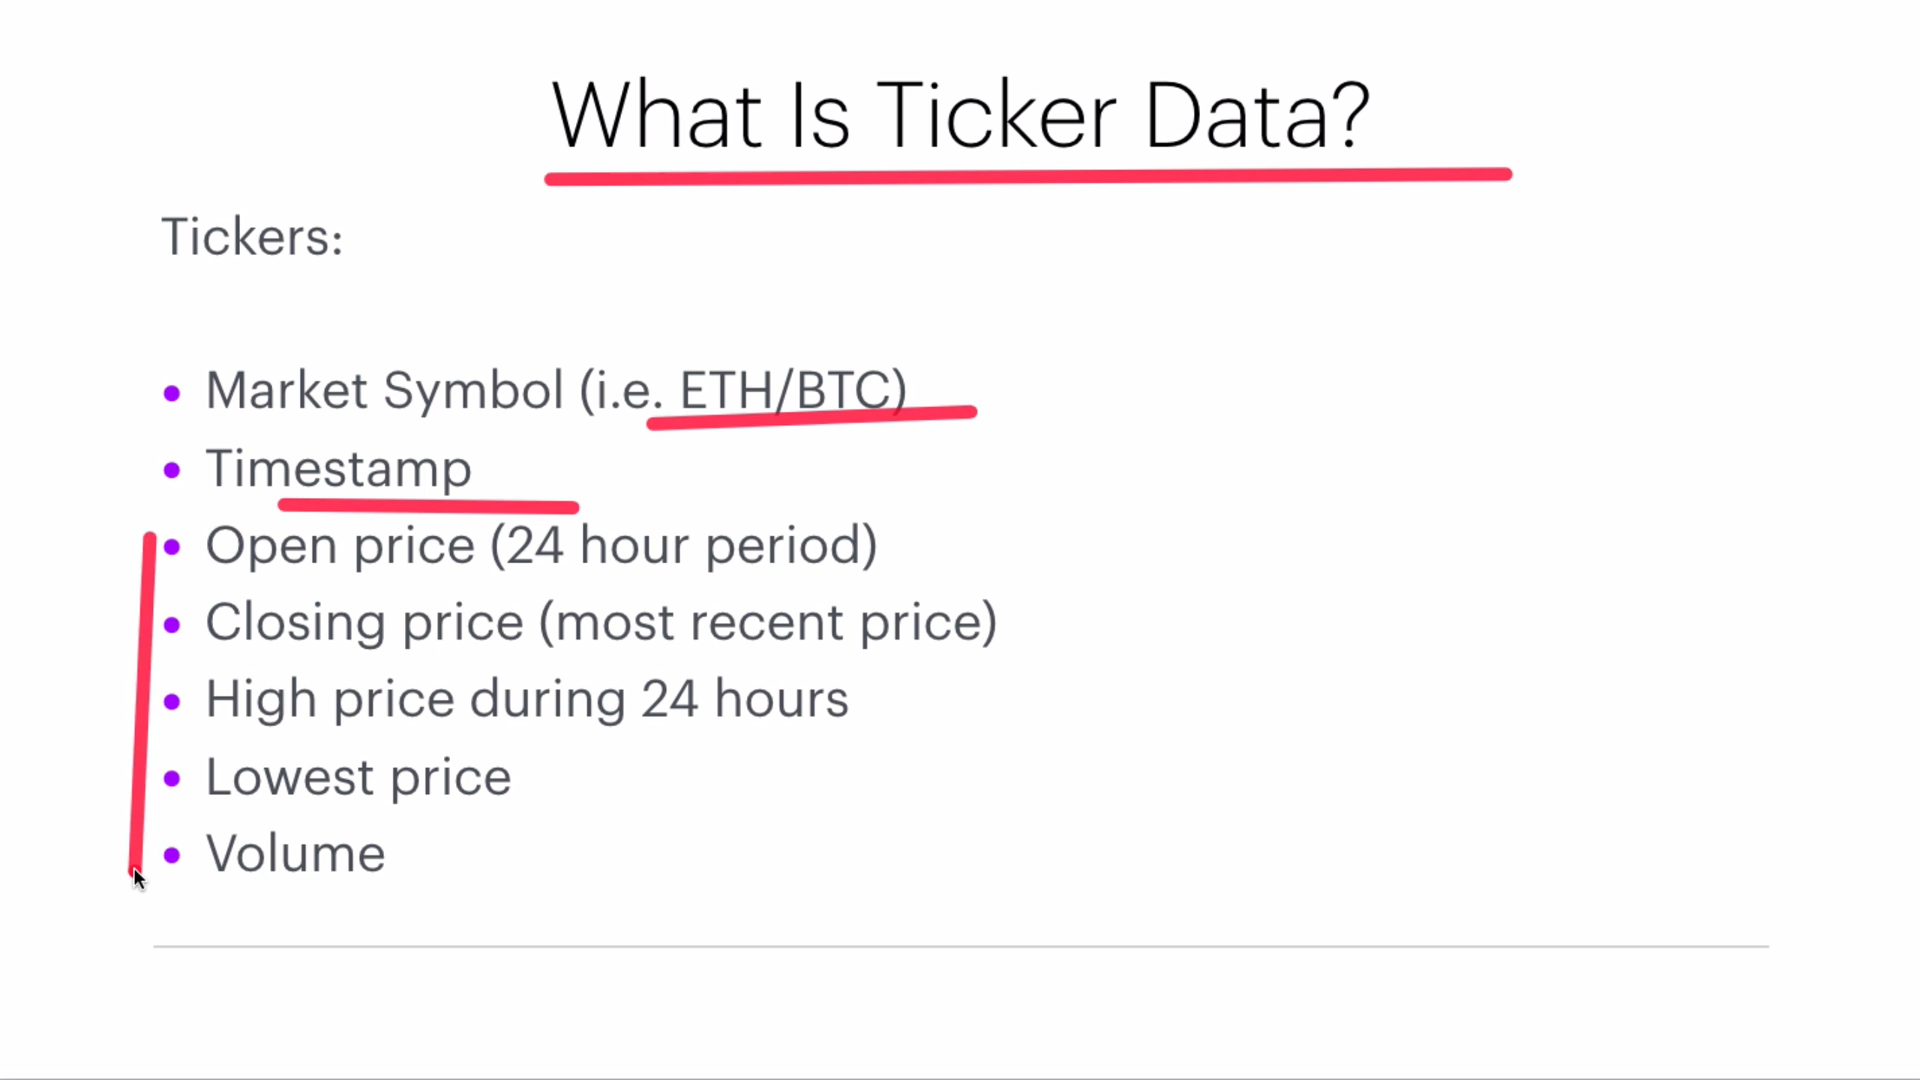 What Is Ticker Data?
Tickers:
• Market Symbol (i.e. ETH/BTC)
• Timestamp
• Open price (24 hour period)
• Closing price (most recent price)
• High price during 24 hours
• Lowest price
• Volume